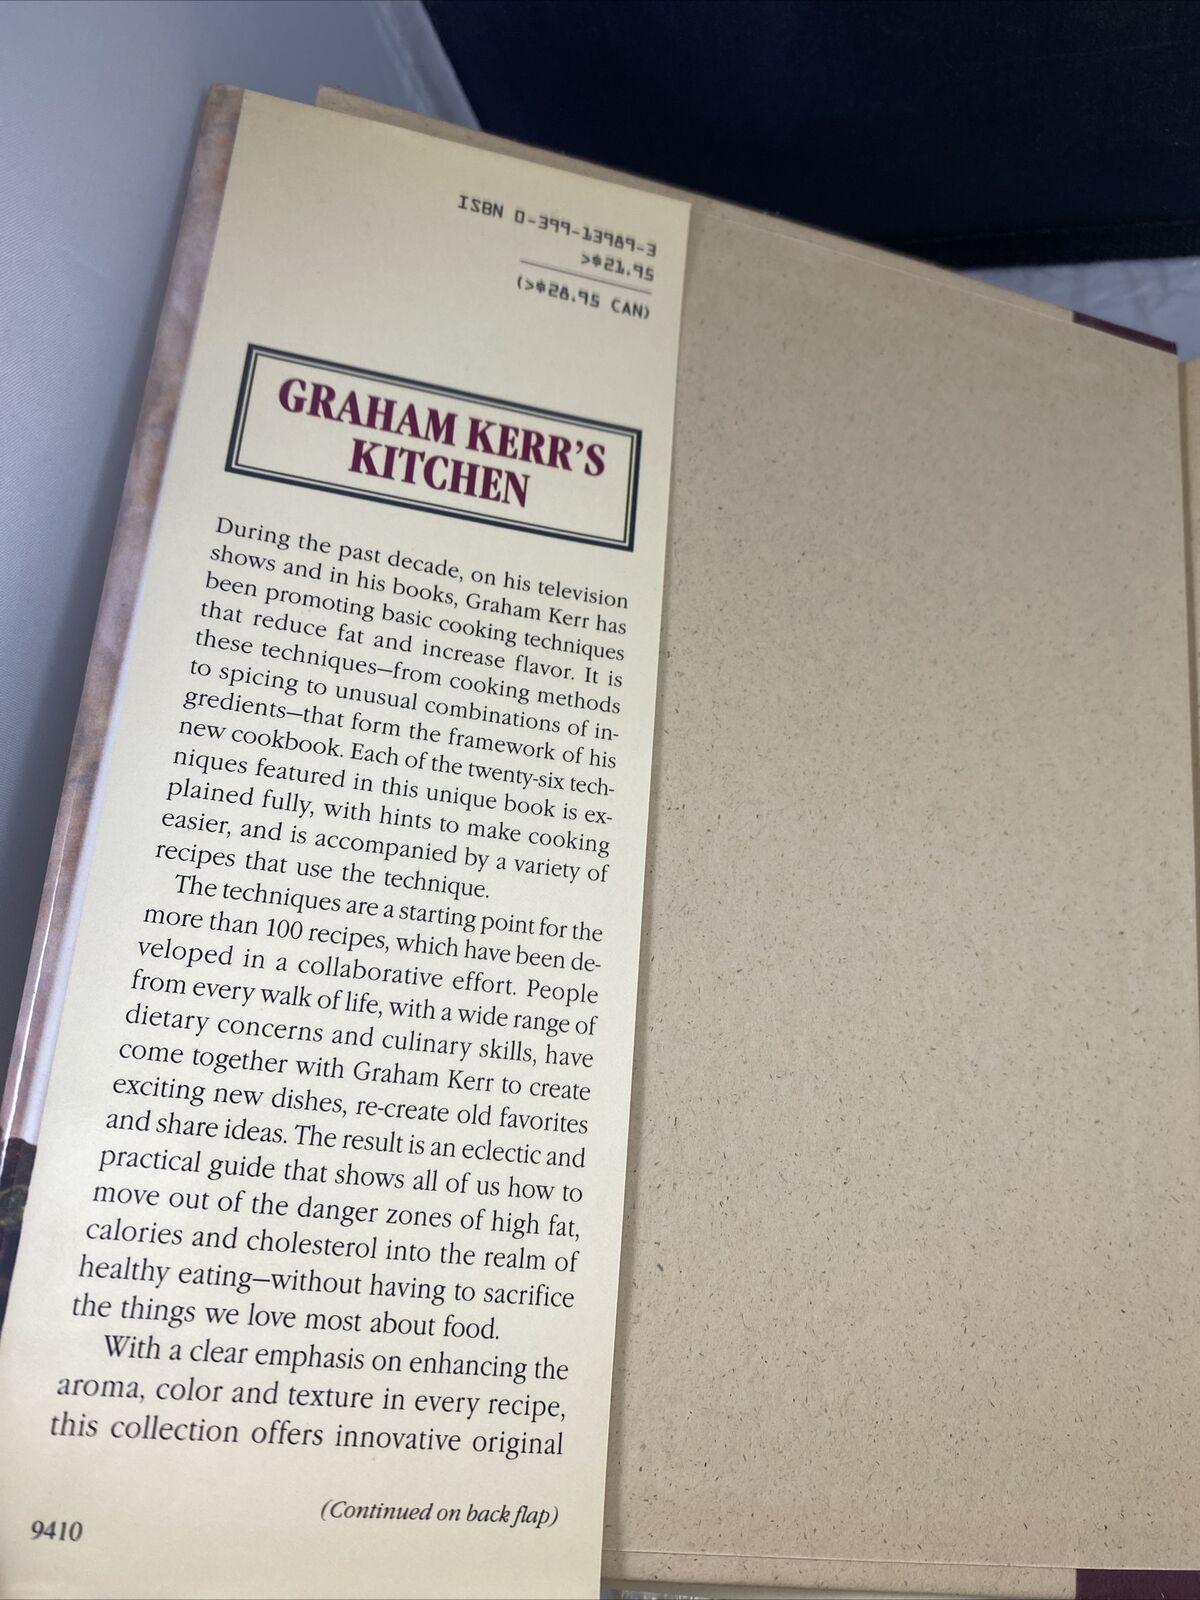 ISBN 0-399-13989-3
>$21.95
(>$28.95 CAN)
GRAHAM KERR'S
KITCHEN
During the past decade, on his television
shows and in his books, Graham Kerr has
been promoting basic cooking techniques
that reduce fat and increase flavor. It is
these techniques—from cooking methods
to spicing to unusual combinations of in-
gredients—that form the framework of his
new cookbook. Each of the twenty-six tech-
niques featured in this unique book is ex-
plained fully, with hints to make cooking
easier, and is accompanied by a variety of
recipes that use the technique.
The techniques are a starting point for the
more than 100 recipes, which have been de-
veloped in a collaborative effort. People
from every walk of life, with a wide range of
dietary concerns and culinary skills, have
come together with Graham Kerr to create
exciting new dishes, re-create old favorites
and share ideas. The result is an eclectic and
practical guide that shows all of us how to
move out of the danger zones of high fat,
calories and cholesterol into the realm of
healthy eating—without having to sacrifice
the things we love most about food.
With a clear emphasis on enhancing the
aroma, color and texture in every recipe,
this collection offers innovative original
(Continued on back flap)
9410